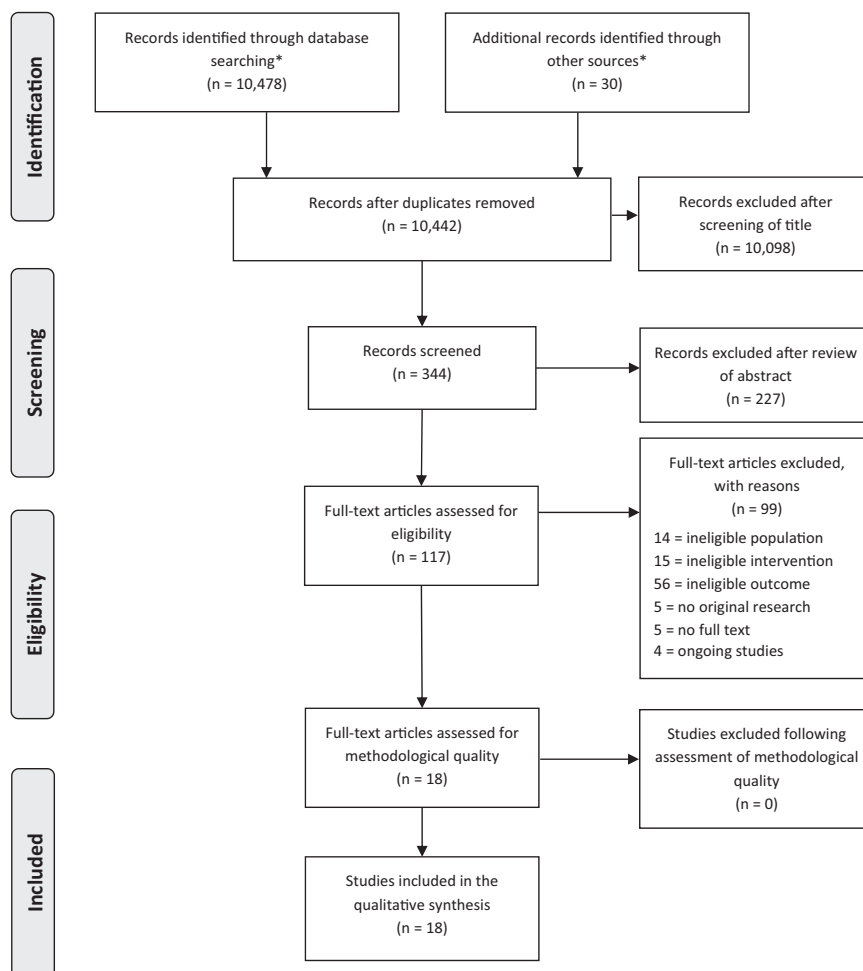 Identification
Records identified through database
searching*
(n = 10,478)
Additional records identified through
other sources*
(n = 30)
Records after duplicates removed
(n = 10,442)
Records excluded after
screening of title
(n = 10,098)
Screening
Records screened
(n = 344)
Records excluded after review
of abstract
(n = 227)
Eligibility
Full-text articles assessed for
eligibility
(n = 117)
Full-text articles excluded,
with reasons
(n = 99)
14 = ineligible population
15 = ineligible intervention
56 = ineligible outcome
5 = no original research
5 = no full text
4 = ongoing studies
Full-text articles assessed for
methodological quality
(n = 18)
Studies excluded following
assessment of methodological
quality
(n = 0)
Included
Studies included in the
qualitative synthesis
(n = 18)